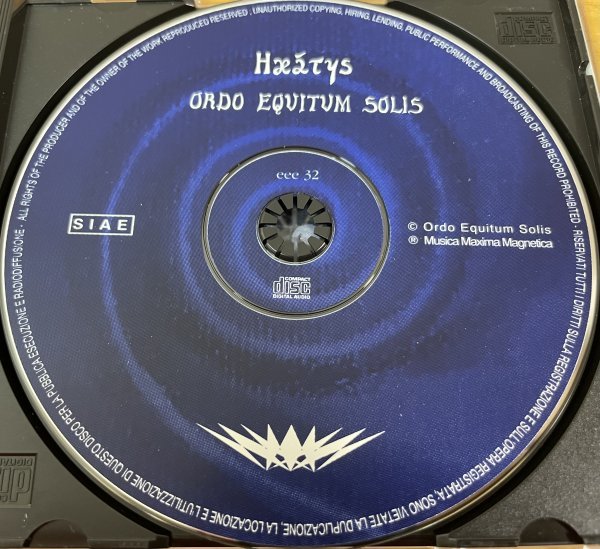 Hæátys
ORDO EQUITUM SOLIS
eee 32
SIAE
© Ordo Equitum Solis
® Musica Maxima Magnetica
COMPACT
disc
DIGITAL AUDIO
- ALL RIGHTS OF THE PRODUCER AND OF THE OWNER OF THE WORK REPRODUCED RESERVED , UNAUTHORIZED COPYING, HIRING, LENDING, PUBLIC PERFORMANCE AND BROADCASTING OF THIS RECORD PROHIBITED - RISERVATI TUTTI I DIRITTI SULLA REGISTRAZIONE E SULL'OPERA REGISTRATA, SONO VIETATE LA DUPLICAZIONE, LA LOCAZIONE E L'UTILIZZAZIONE DI QUESTO DISCO PER LA PUBBLICA ESECUZIONE E RADIODIFFUSIONE